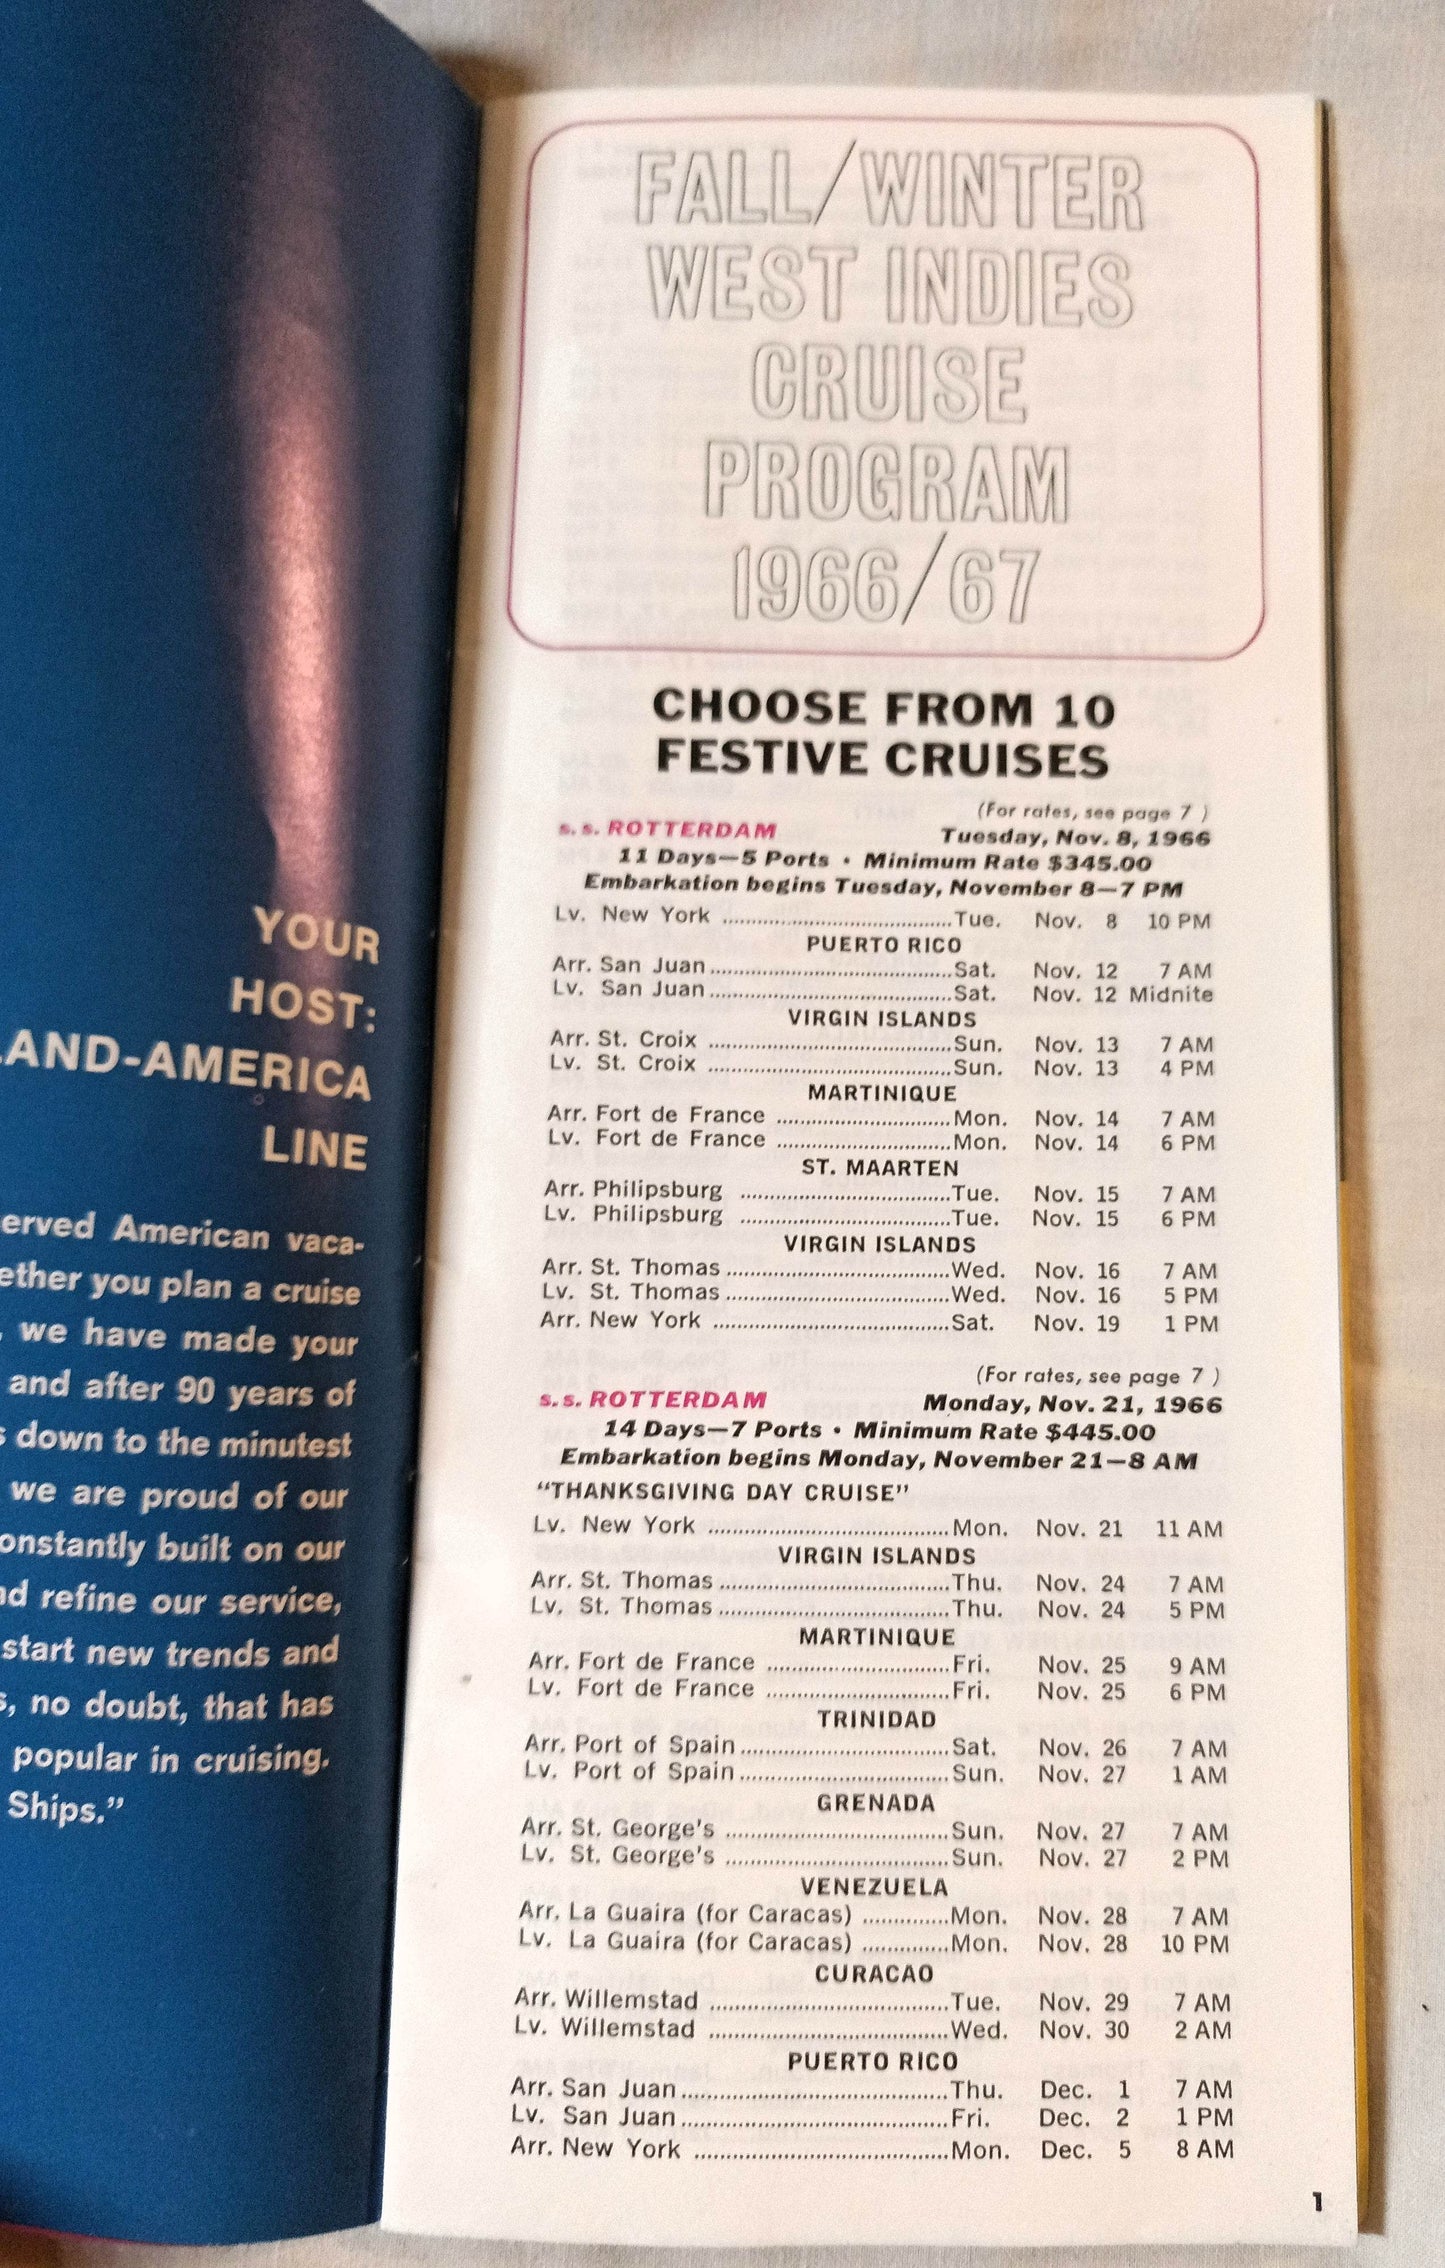 YOUR
HOST:
LAND-AMERICA
LINE
erved American vaca-
ether you plan a cruise
we have made your
and after 90 years of
s down to the minutest
we are proud of our
onstantly built on our
nd refine our service,
start new trends and
s, no doubt, that has
popular in cruising.
Ships.”
FALL/WINTER
WEST INDIES
CRUISE
PROGRAM
1966/67
CHOOSE FROM 10
FESTIVE CRUISES
(For rates, see page 7 )
s.s. ROTTERDAM Tuesday, Nov. 8, 1966
11 Days—5 Ports • Minimum Rate $345.00
Embarkation begins Tuesday, November 8—7 PM
Lv. New York ........................................Tue. Nov. 8 10 PM
PUERTO RICO
Arr. San Juan..........................................Sat. Nov. 12 7 AM
Lv. San Juan..........................................Sat. Nov. 12 Midnite
VIRGIN ISLANDS
Arr. St. Croix ..........................................Sun. Nov. 13 7 AM
Lv. St. Croix ..........................................Sun. Nov. 13 4 PM
MARTINIQUE
Arr. Fort de France ..............................Mon. Nov. 14 7 AM
Lv. Fort de France ..............................Mon. Nov. 14 6 PM
ST. MAARTEN
Arr. Philipsburg ....................................Tue. Nov. 15 7 AM
Lv. Philipsburg ....................................Tue. Nov. 15 6 PM
VIRGIN ISLANDS
Arr. St. Thomas ......................................Wed. Nov. 16 7 AM
Lv. St. Thomas ......................................Wed. Nov. 16 5 PM
Arr. New York ........................................Sat. Nov. 19 1 PM
(For rates, see page 7 )
s.s. ROTTERDAM Monday, Nov. 21, 1966
14 Days—7 Ports • Minimum Rate $445.00
Embarkation begins Monday, November 21—8 AM
“THANKSGIVING DAY CRUISE”
Lv. New York ........................................Mon. Nov. 21 11 AM
VIRGIN ISLANDS
Arr. St. Thomas ......................................Thu. Nov. 24 7 AM
Lv. St. Thomas ......................................Thu. Nov. 24 5 PM
MARTINIQUE
Arr. Fort de France ..............................Fri. Nov. 25 9 AM
Lv. Fort de France ..............................Fri. Nov. 25 6 PM
TRINIDAD
Arr. Port of Spain..................................Sat. Nov. 26 7 AM
Lv. Port of Spain..................................Sun. Nov. 27 1 AM
GRENADA
Arr. St. George's ....................................Sun. Nov. 27 7 AM
Lv. St. George's ....................................Sun. Nov. 27 2 PM
VENEZUELA
Arr. La Guaira (for Caracas) ..............Mon. Nov. 28 7 AM
Lv. La Guaira (for Caracas) ..............Mon. Nov. 28 10 PM
CURACAO
Arr. Willemstad ......................................Tue. Nov. 29 7 AM
Lv. Willemstad ......................................Wed. Nov. 30 2 AM
PUERTO RICO
Arr. San Juan..........................................Thu. Dec. 1 7 AM
Lv. San Juan..........................................Fri. Dec. 2 1 PM
Arr. New York ........................................Mon. Dec. 5 8 AM
1